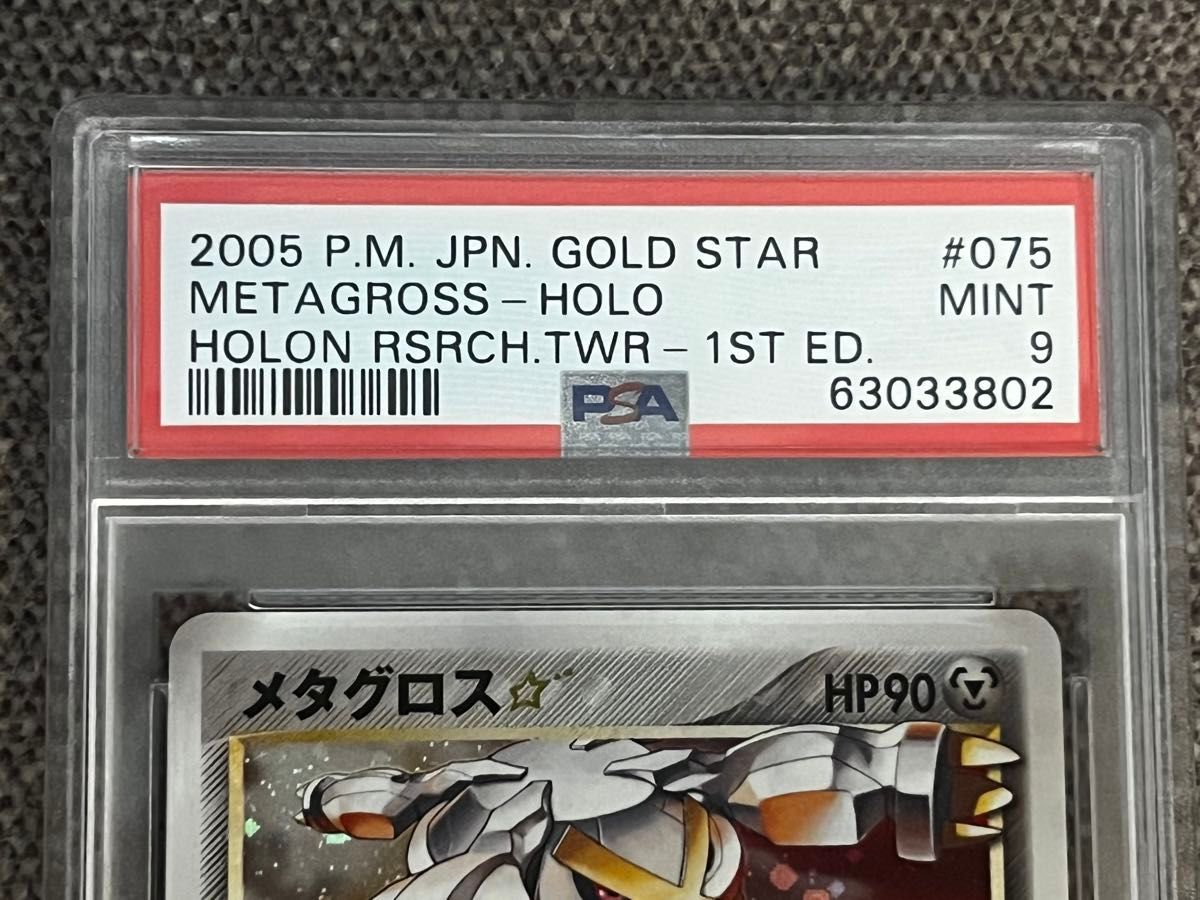 2005 P.M. JPN. GOLD STAR #075
METAGROSS - HOLO MINT
HOLON RSRCH.TWR - 1ST ED. 9
PSA 63033802
メタグロス☆ HP90